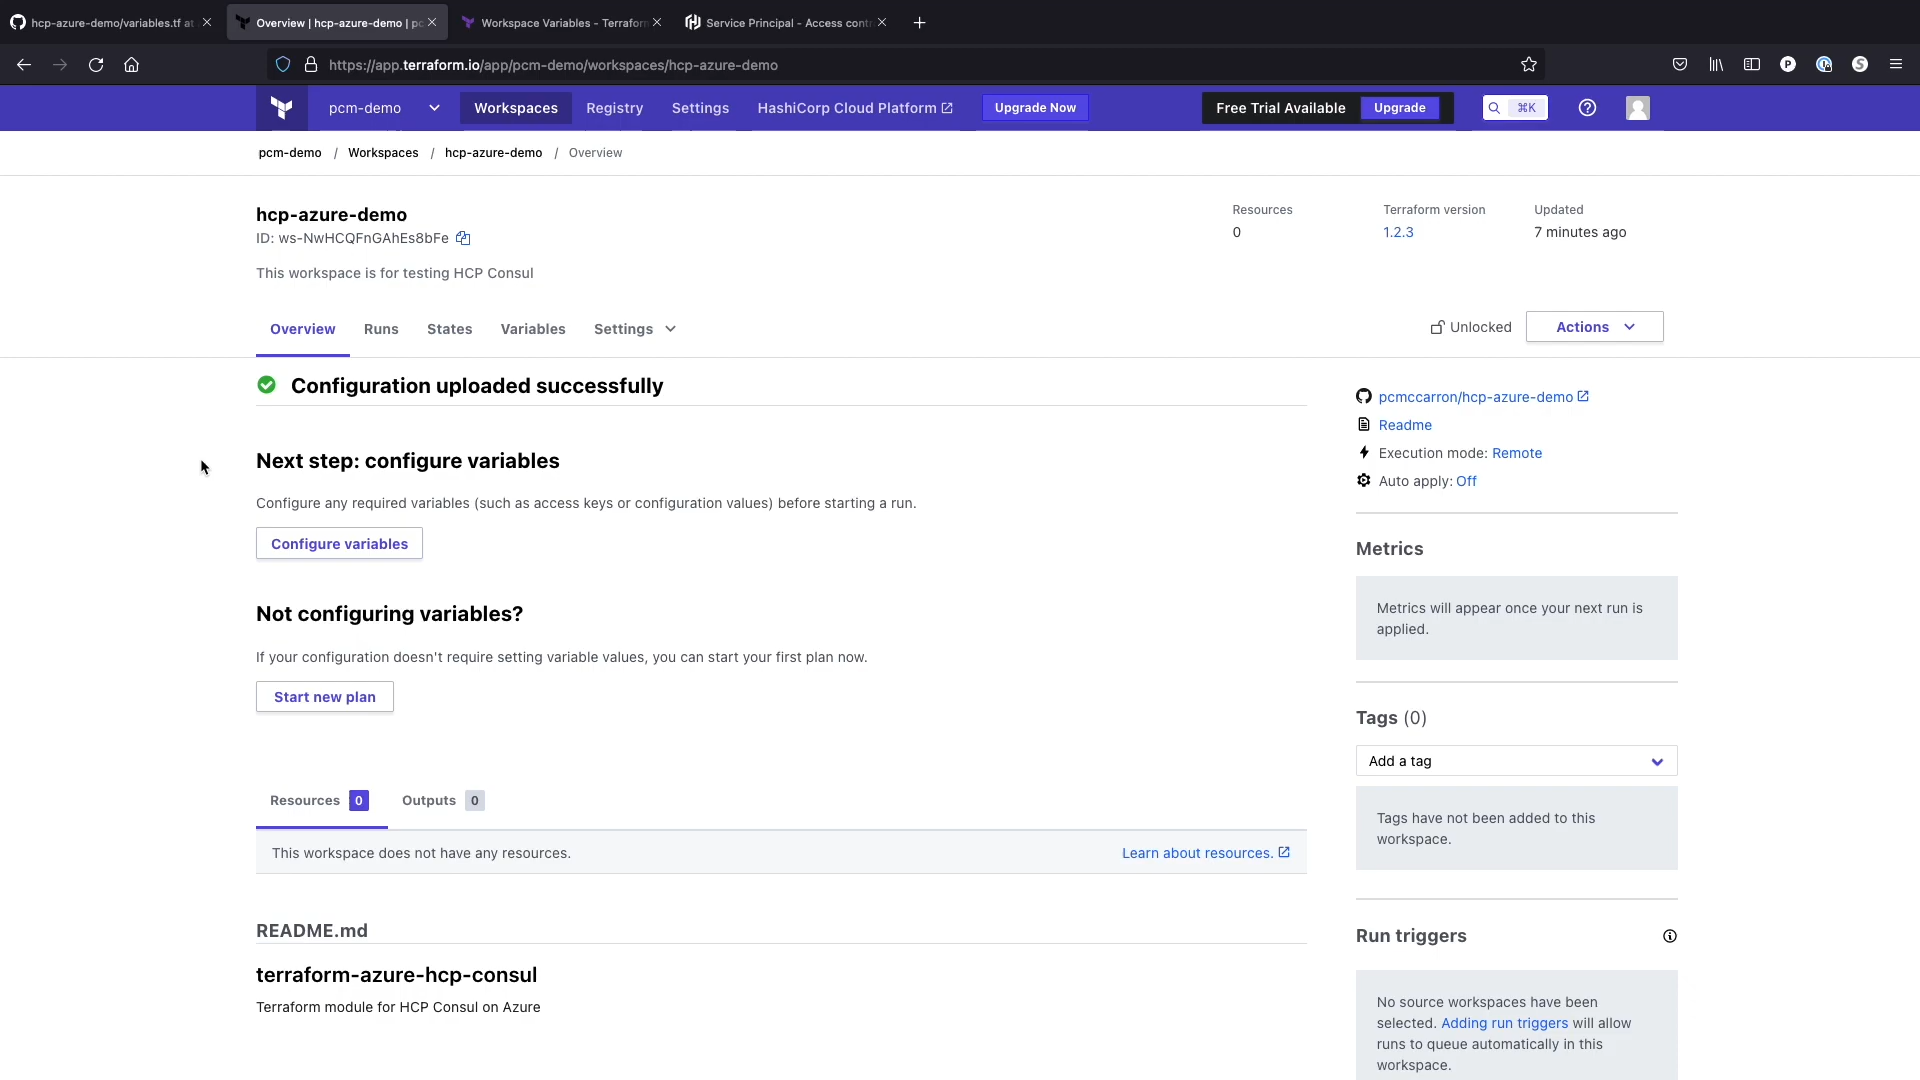 hcp-azure-demo/variables.tf at
Overview | hcp-azure-demo | pc
Workspace Variables - Terraform
Service Principal - Access contr
https://app.terraform.io/app/pcm-demo/workspaces/hcp-azure-demo
pcm-demo
Workspaces
Registry
Settings
HashiCorp Cloud Platform
Upgrade Now
Free Trial Available
Upgrade
⌘K
pcm-demo / Workspaces / hcp-azure-demo / Overview
hcp-azure-demo
ID: ws-NwHCQFnGAhEs8bFe
This workspace is for testing HCP Consul
Resources
0
Terraform version
1.2.3
Updated
7 minutes ago
Overview
Runs
States
Variables
Settings
Unlocked
Actions
Configuration uploaded successfully
Next step: configure variables
Configure any required variables (such as access keys or configuration values) before starting a run.
Configure variables
Not configuring variables?
If your configuration doesn't require setting variable values, you can start your first plan now.
Start new plan
Resources 0
Outputs 0
This workspace does not have any resources.
Learn about resources.
README.md
terraform-azure-hcp-consul
Terraform module for HCP Consul on Azure
pcmccarron/hcp-azure-demo
Readme
Execution mode: Remote
Auto apply: Off
Metrics
Metrics will appear once your next run is
applied.
Tags (0)
Add a tag
Tags have not been added to this
workspace.
Run triggers
No source workspaces have been
selected. Adding run triggers will allow
runs to queue automatically in this
workspace.